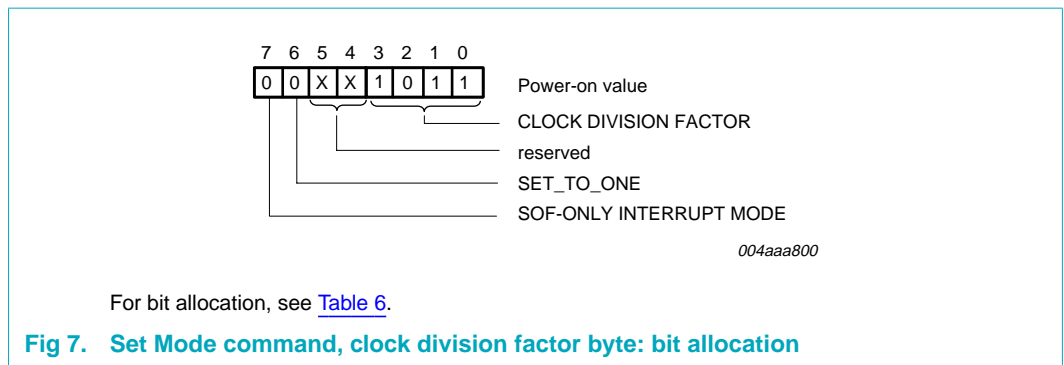 7 6 5 4 3 2 1 0
0 0 X X 1 0 1 1 Power-on value
CLOCK DIVISION FACTOR
reserved
SET_TO_ONE
SOF-ONLY INTERRUPT MODE
004aaa800
For bit allocation, see Table 6.
Fig 7. Set Mode command, clock division factor byte: bit allocation